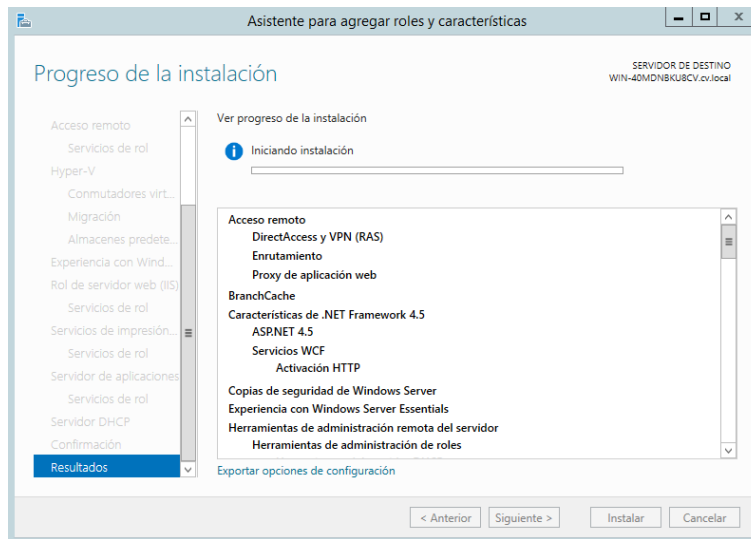 Asistente para agregar roles y características
Progreso de la instalación
SERVIDOR DE DESTINO
WIN-40MDNBKU8CV.cv.local
Acceso remoto
Servicios de rol
Hyper-V
Conmutadores virt...
Migración
Almacenes predete...
Experiencia con Wind...
Rol de servidor web (IIS)
Servicios de rol
Servicios de impresión...
Servicios de rol
Servidor de aplicaciones
Servicios de rol
Servidor DHCP
Confirmación
Resultados
Ver progreso de la instalación
Iniciando instalación
Acceso remoto
DirectAccess y VPN (RAS)
Enrutamiento
Proxy de aplicación web
BranchCache
Características de .NET Framework 4.5
ASP.NET 4.5
Servicios WCF
Activación HTTP
Copias de seguridad de Windows Server
Experiencia con Windows Server Essentials
Herramientas de administración remota del servidor
Herramientas de administración de roles
Exportar opciones de configuración
< Anterior
Siguiente >
Instalar
Cancelar